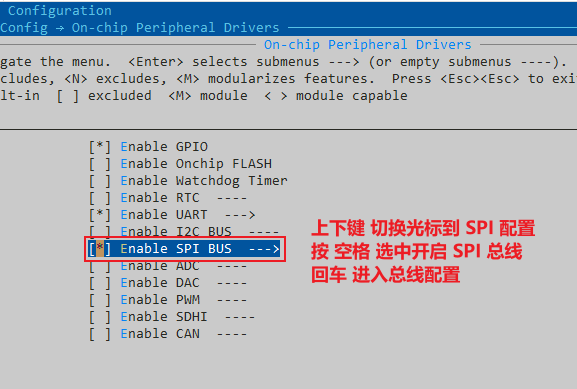 Configuration
Config → On-chip Peripheral Drivers
On-chip Peripheral Drivers
gate the menu.  <Enter> selects submenus ---> (or empty submenus ----).
cludes, <N> excludes, <M> modularizes features.  Press <Esc><Esc> to exi
lt-in  [ ] excluded  <M> module  < > module capable
[*] Enable GPIO
[ ] Enable Onchip FLASH
[ ] Enable Watchdog Timer
[ ] Enable RTC  ----
[*] Enable UART  --->
[ ] Enable I2C BUS  ----
[*] Enable SPI BUS  --->
[ ] Enable ADC  ----
[ ] Enable DAC  ----
[ ] Enable PWM  ----
[ ] Enable SDHI  ----
[ ] Enable CAN  ----
上下键 切换光标到 SPI 配置
按 空格 选中开启 SPI 总线
回车 进入总线配置